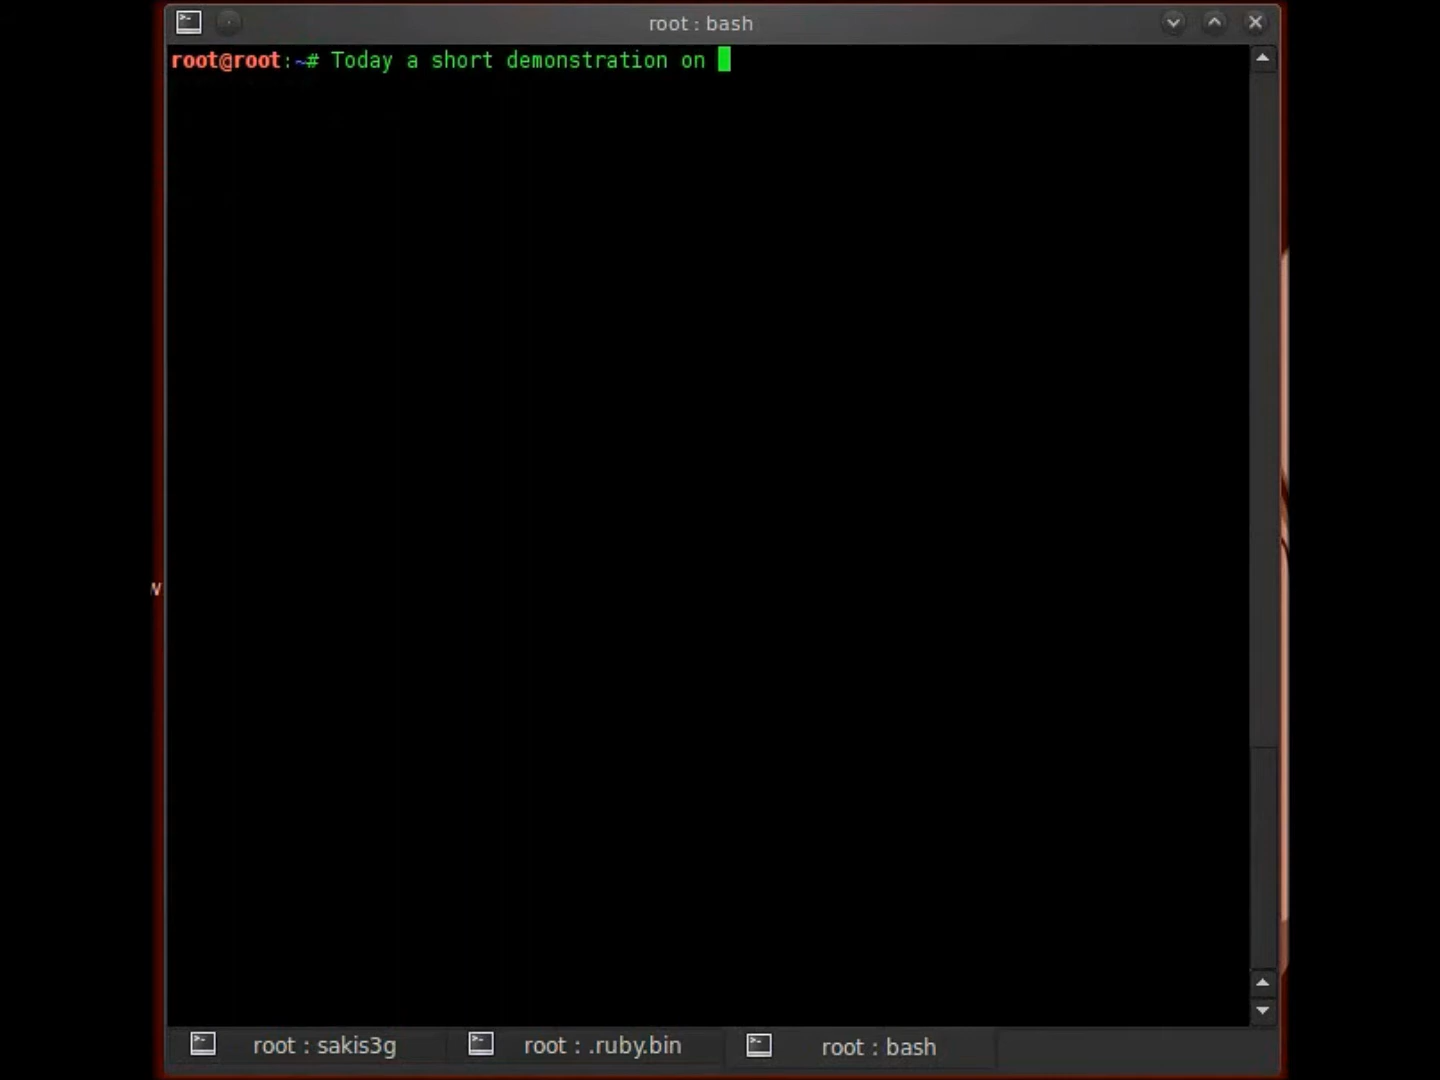 root : bash
root@root:~# Today a short demonstration on
w
root : sakis3g
root : .ruby.bin
root : bash